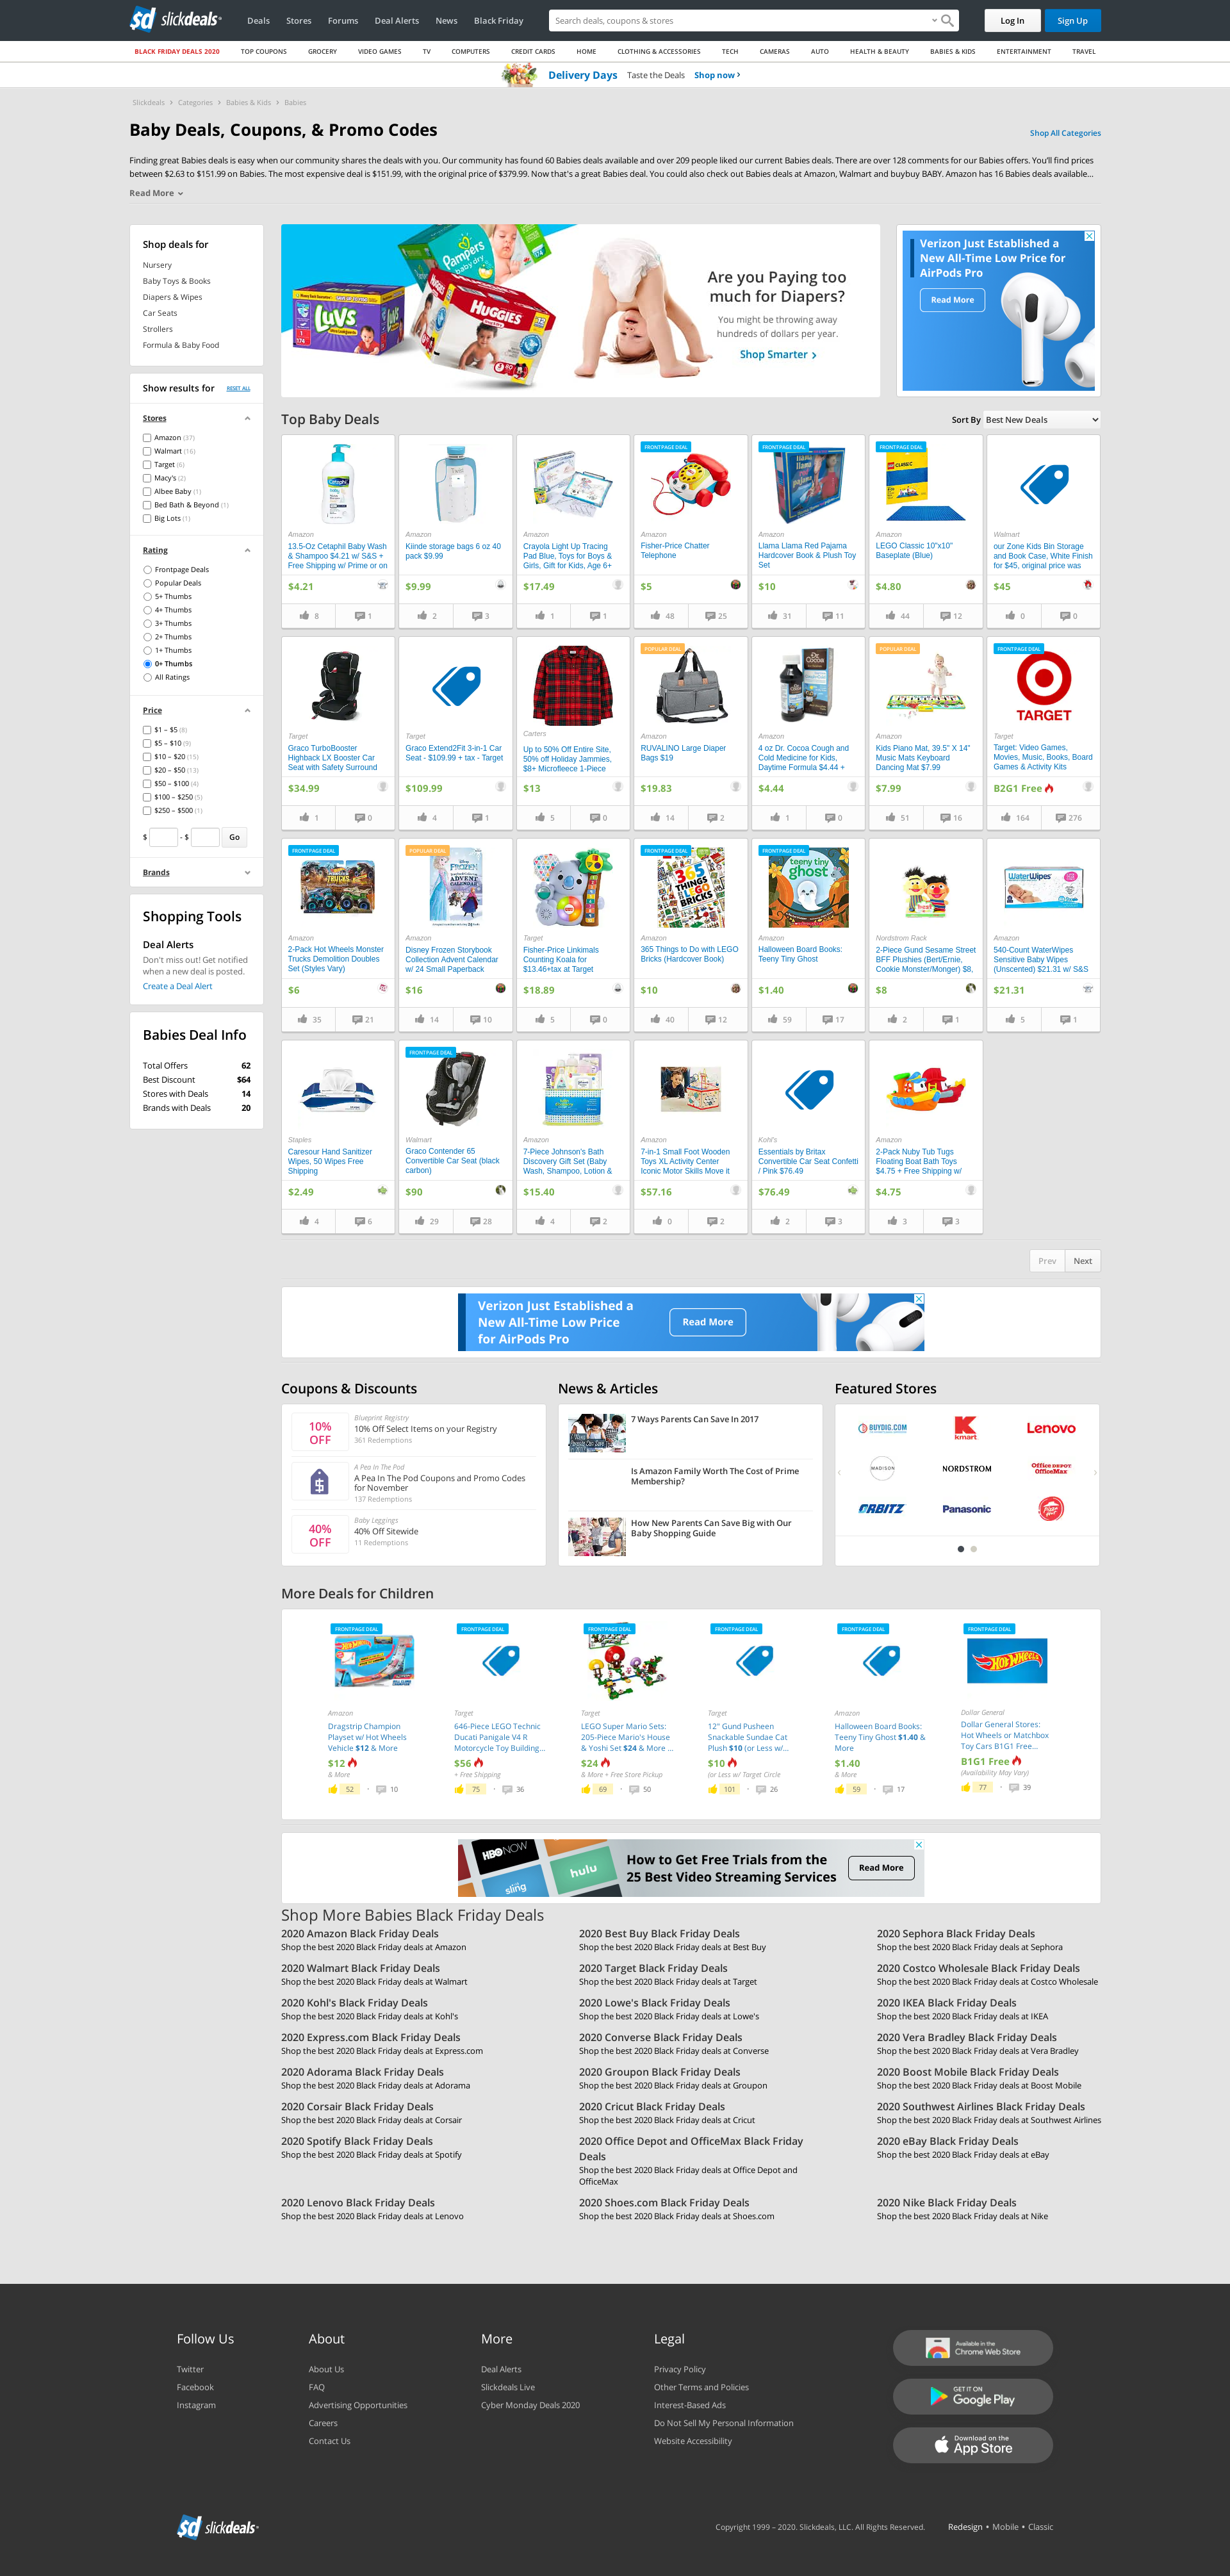 slickdeals
Deals
Stores
Forums
Deal Alerts
News
Black Friday
Search deals, coupons & stores
Log In
Sign Up
BLACK FRIDAY DEALS 2020
TOP COUPONS
GROCERY
VIDEO GAMES
TV
COMPUTERS
CREDIT CARDS
HOME
CLOTHING & ACCESSORIES
TECH
CAMERAS
AUTO
HEALTH & BEAUTY
BABIES & KIDS
ENTERTAINMENT
TRAVEL
Delivery Days Taste the Deals Shop now
Slickdeals › Categories › Babies & Kids › Babies
Baby Deals, Coupons, & Promo Codes
Shop All Categories
Finding great Babies deals is easy when our community shares the deals with you. Our community has found 60 Babies deals available and over 209 people liked our current Babies deals. There are over 128 comments for our Babies offers. You'll find prices
between $2.63 to $151.99 on Babies. The most expensive deal is $151.99, with the original price of $379.99. Now that's a great Babies deal. You could also check out Babies deals at Amazon, Walmart and buybuy BABY. Amazon has 16 Babies deals available...
Read More
Shop deals for
Nursery
Baby Toys & Books
Diapers & Wipes
Car Seats
Strollers
Formula & Baby Food
Show results for
RESET ALL
Stores
Amazon (37)
Walmart (16)
Target (6)
Macy's (2)
Albee Baby (1)
Bed Bath & Beyond (1)
Big Lots (1)
Rating
Frontpage Deals
Popular Deals
5+ Thumbs
4+ Thumbs
3+ Thumbs
2+ Thumbs
1+ Thumbs
0+ Thumbs
All Ratings
Price
$1 – $5 (8)
$5 – $10 (9)
$10 – $20 (15)
$20 – $50 (13)
$50 – $100 (4)
$100 – $250 (5)
$250 – $500 (1)
$ - $ Go
Brands
Shopping Tools
Deal Alerts
Don't miss out! Get notified
when a new deal is posted.
Create a Deal Alert
Babies Deal Info
Total Offers 62
Best Discount $64
Stores with Deals 14
Brands with Deals 20
Pampers
baby dry
Luvs
HUGGIES
Are you Paying too
much for Diapers?
You might be throwing away
hundreds of dollars per year.
Shop Smarter
Verizon Just Established a
New All-Time Low Price for
AirPods Pro
Read More
Top Baby Deals
Sort By Best New Deals
Amazon
13.5-Oz Cetaphil Baby Wash
& Shampoo $4.21 w/ S&S +
Free Shipping w/ Prime or on
$4.21
8
1
Amazon
Kiinde storage bags 6 oz 40
pack $9.99
$9.99
2
3
Amazon
Crayola Light Up Tracing
Pad Blue, Toys for Boys &
Girls, Gift for Kids, Age 6+
$17.49
1
1
FRONTPAGE DEAL
Amazon
Fisher-Price Chatter
Telephone
$5
48
25
FRONTPAGE DEAL
Amazon
Llama Llama Red Pajama
Hardcover Book & Plush Toy
Set
$10
31
11
FRONTPAGE DEAL
CLASSIC
Amazon
LEGO Classic 10"x10"
Baseplate (Blue)
$4.80
44
12
Walmart
our Zone Kids Bin Storage
and Book Case, White Finish
for $45, original price was
$45
0
0
Target
Graco TurboBooster
Highback LX Booster Car
Seat with Safety Surround
$34.99
1
0
Target
Graco Extend2Fit 3-in-1 Car
Seat - $109.99 + tax - Target
$109.99
4
1
Carters
Up to 50% Off Entire Site,
50% off Holiday Jammies,
$8+ Microfleece 1-Piece
$13
5
0
POPULAR DEAL
Amazon
RUVALINO Large Diaper
Bags $19
$19.83
14
2
Dr. Cocoa
Amazon
4 oz Dr. Cocoa Cough and
Cold Medicine for Kids,
Daytime Formula $4.44 +
$4.44
1
0
POPULAR DEAL
Amazon
Kids Piano Mat, 39.5" X 14"
Music Mats Keyboard
Dancing Mat $7.99
$7.99
51
16
FRONTPAGE DEAL
TARGET
Target
Target: Video Games,
Movies, Music, Books, Board
Games & Activity Kits
B2G1 Free
164
276
FRONTPAGE DEAL
Amazon
2-Pack Hot Wheels Monster
Trucks Demolition Doubles
Set (Styles Vary)
$6
35
21
POPULAR DEAL
FROZEN
ADVENT
CALENDAR
Amazon
Disney Frozen Storybook
Collection Advent Calendar
w/ 24 Small Paperback
$16
14
10
Target
Fisher-Price Linkimals
Counting Koala for
$13.46+tax at Target
$18.89
5
0
FRONTPAGE DEAL
365
THINGS
BRICKS
Amazon
365 Things to Do with LEGO
Bricks (Hardcover Book)
$10
40
12
FRONTPAGE DEAL
teeny tiny
ghost
Amazon
Halloween Board Books:
Teeny Tiny Ghost
$1.40
59
17
Nordstrom Rack
2-Piece Gund Sesame Street
BFF Plushies (Bert/Ernie,
Cookie Monster/Monger) $8,
$8
2
1
WaterWipes
Amazon
540-Count WaterWipes
Sensitive Baby Wipes
(Unscented) $21.31 w/ S&S
$21.31
5
1
Staples
Caresour Hand Sanitizer
Wipes, 50 Wipes Free
Shipping
$2.49
4
6
FRONTPAGE DEAL
Walmart
Graco Contender 65
Convertible Car Seat (black
carbon)
$90
29
28
Amazon
7-Piece Johnson's Bath
Discovery Gift Set (Baby
Wash, Shampoo, Lotion &
$15.40
4
2
Amazon
7-in-1 Small Foot Wooden
Toys XL Activity Center
Iconic Motor Skills Move it
$57.16
0
2
Kohl's
Essentials by Britax
Convertible Car Seat Confetti
/ Pink $76.49
$76.49
2
3
Amazon
2-Pack Nuby Tub Tugs
Floating Boat Bath Toys
$4.75 + Free Shipping w/
$4.75
3
3
Prev
Next
Verizon Just Established a
New All-Time Low Price
for AirPods Pro
Read More
Coupons & Discounts
10%
OFF
Blueprint Registry
10% Off Select Items on your Registry
361 Redemptions
A Pea In The Pod
A Pea In The Pod Coupons and Promo Codes
for November
137 Redemptions
40%
OFF
Baby Leggings
40% Off Sitewide
11 Redemptions
News & Articles
7 Ways Parents Can Save In 2017
Is Amazon Family Worth The Cost of Prime
Membership?
How New Parents Can Save Big with Our
Baby Shopping Guide
Featured Stores
BUYDIG.COM
kmart
Lenovo
MADISON
NORDSTROM
Office DEPOT
OfficeMax
ORBITZ
Panasonic
More Deals for Children
FRONTPAGE DEAL
Amazon
Dragstrip Champion
Playset w/ Hot Wheels
Vehicle $12 & More
$12
& More
52 • 10
FRONTPAGE DEAL
Target
646-Piece LEGO Technic
Ducati Panigale V4 R
Motorcycle Toy Building...
$56
+ Free Shipping
75 • 36
FRONTPAGE DEAL
Target
LEGO Super Mario Sets:
205-Piece Mario's House
& Yoshi Set $24 & More ...
$24
& More + Free Store Pickup
69 • 50
FRONTPAGE DEAL
Target
12" Gund Pusheen
Snackable Sundae Cat
Plush $10 (or Less w/...
$10
(or Less w/ Target Circle
101 • 26
FRONTPAGE DEAL
Amazon
Halloween Board Books:
Teeny Tiny Ghost $1.40 &
More
$1.40
& More
59 • 17
FRONTPAGE DEAL
HOT WHEELS
Dollar General
Dollar General Stores:
Hot Wheels or Matchbox
Toy Cars B1G1 Free...
B1G1 Free
(Availability May Vary)
77 • 39
HBO NOW
hulu
sling
How to Get Free Trials from the
25 Best Video Streaming Services
Read More
Shop More Babies Black Friday Deals
2020 Amazon Black Friday Deals
Shop the best 2020 Black Friday deals at Amazon
2020 Best Buy Black Friday Deals
Shop the best 2020 Black Friday deals at Best Buy
2020 Sephora Black Friday Deals
Shop the best 2020 Black Friday deals at Sephora
2020 Walmart Black Friday Deals
Shop the best 2020 Black Friday deals at Walmart
2020 Target Black Friday Deals
Shop the best 2020 Black Friday deals at Target
2020 Costco Wholesale Black Friday Deals
Shop the best 2020 Black Friday deals at Costco Wholesale
2020 Kohl's Black Friday Deals
Shop the best 2020 Black Friday deals at Kohl's
2020 Lowe's Black Friday Deals
Shop the best 2020 Black Friday deals at Lowe's
2020 IKEA Black Friday Deals
Shop the best 2020 Black Friday deals at IKEA
2020 Express.com Black Friday Deals
Shop the best 2020 Black Friday deals at Express.com
2020 Converse Black Friday Deals
Shop the best 2020 Black Friday deals at Converse
2020 Vera Bradley Black Friday Deals
Shop the best 2020 Black Friday deals at Vera Bradley
2020 Adorama Black Friday Deals
Shop the best 2020 Black Friday deals at Adorama
2020 Groupon Black Friday Deals
Shop the best 2020 Black Friday deals at Groupon
2020 Boost Mobile Black Friday Deals
Shop the best 2020 Black Friday deals at Boost Mobile
2020 Corsair Black Friday Deals
Shop the best 2020 Black Friday deals at Corsair
2020 Cricut Black Friday Deals
Shop the best 2020 Black Friday deals at Cricut
2020 Southwest Airlines Black Friday Deals
Shop the best 2020 Black Friday deals at Southwest Airlines
2020 Spotify Black Friday Deals
Shop the best 2020 Black Friday deals at Spotify
2020 Office Depot and OfficeMax Black Friday
Deals
Shop the best 2020 Black Friday deals at Office Depot and
OfficeMax
2020 eBay Black Friday Deals
Shop the best 2020 Black Friday deals at eBay
2020 Lenovo Black Friday Deals
Shop the best 2020 Black Friday deals at Lenovo
2020 Shoes.com Black Friday Deals
Shop the best 2020 Black Friday deals at Shoes.com
2020 Nike Black Friday Deals
Shop the best 2020 Black Friday deals at Nike
Follow Us
Twitter
Facebook
Instagram
About
About Us
FAQ
Advertising Opportunities
Careers
Contact Us
More
Deal Alerts
Slickdeals Live
Cyber Monday Deals 2020
Legal
Privacy Policy
Other Terms and Policies
Interest-Based Ads
Do Not Sell My Personal Information
Website Accessibility
Available in the
Chrome Web Store
GET IT ON
Google Play
Download on the
App Store
slickdeals
Copyright 1999 – 2020. Slickdeals, LLC. All Rights Reserved.
Redesign • Mobile • Classic